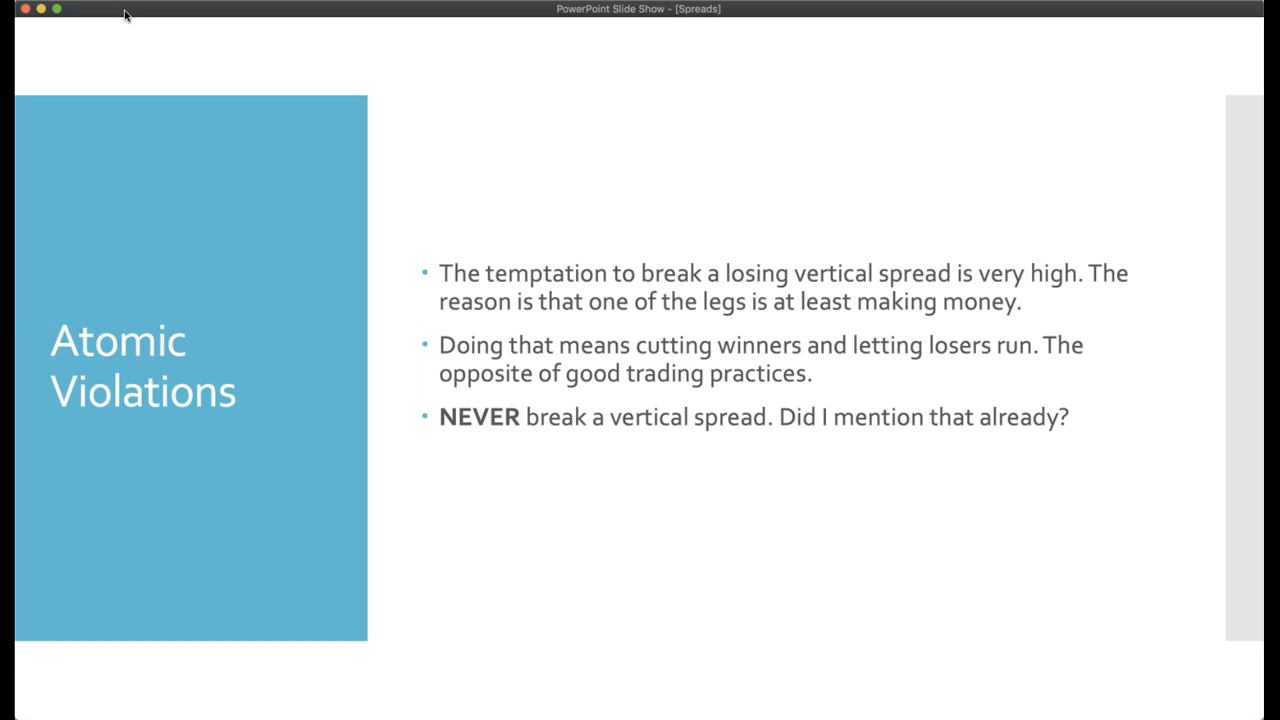 PowerPoint Slide Show - [Spreads]
Atomic
Violations
• The temptation to break a losing vertical spread is very high. The
reason is that one of the legs is at least making money.
• Doing that means cutting winners and letting losers run. The
opposite of good trading practices.
• NEVER break a vertical spread. Did I mention that already?